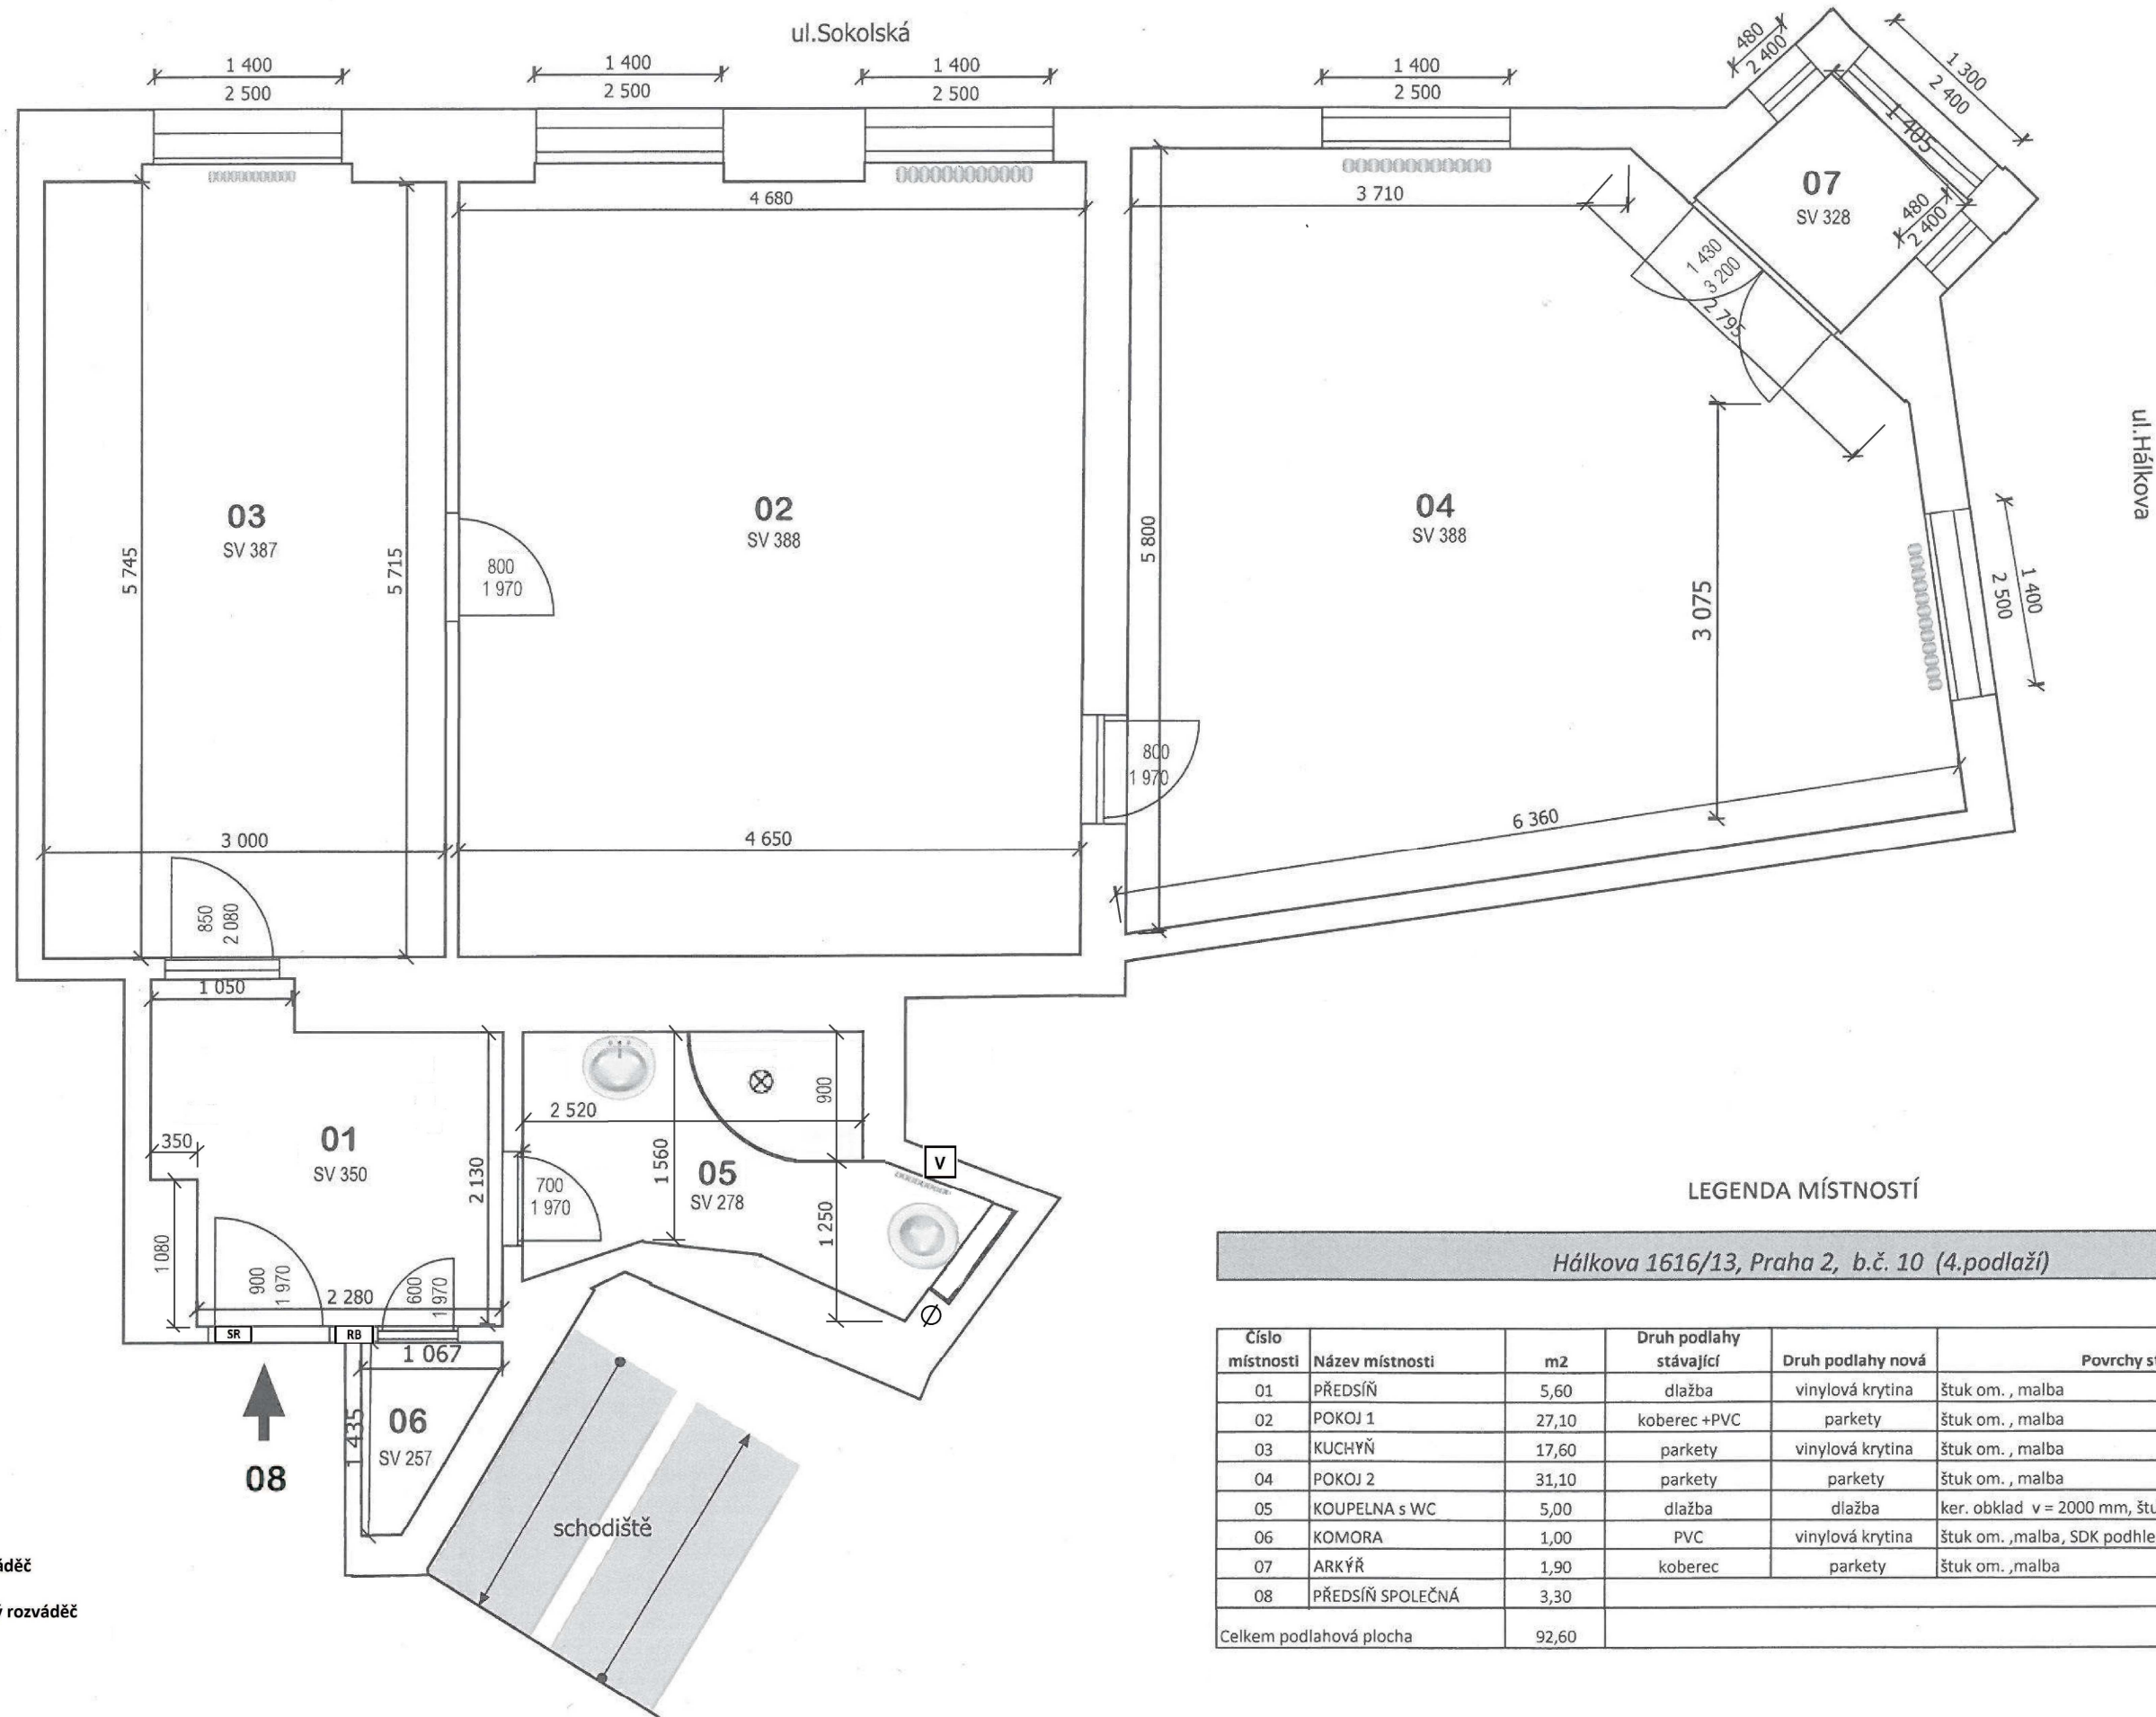 ul.Sokolská
1 400
2 500
1 400
2 500
1 400
2 500
1 400
2 500
480
2 400
1 300
2 400
1 405
480
2 400
07
SV 328
4 680
3 710
1 430
3 200
2 795
ul.Hálkova
03
SV 387
02
SV 388
04
SV 388
5 745
5 715
800
1 970
5 800
3 075
1 400
2 500
800
1 970
6 360
3 000
4 650
850
2 080
1 050
350
01
SV 350
2 130
2 520
1 560
900
05
SV 278
V
700
1 970
1 250
1 080
900
1 970
2 280
600
1 970
SR
RB
1 067
1 435
06
SV 257
08
schodiště
áděč
ý rozváděč
LEGENDA MÍSTNOSTÍ
Hálkova 1616/13, Praha 2, b.č. 10 (4.podlaží)
Číslo místnosti Název místnosti m2 Druh podlahy stávající Druh podlahy nová Povrchy s
01 PŘEDSÍŇ 5,60 dlažba vinylová krytina štuk om. , malba
02 POKOJ 1 27,10 koberec +PVC parkety štuk om. , malba
03 KUCHYŇ 17,60 parkety vinylová krytina štuk om. , malba
04 POKOJ 2 31,10 parkety parkety štuk om. , malba
05 KOUPELNA s WC 5,00 dlažba dlažba ker. obklad v = 2000 mm, štu
06 KOMORA 1,00 PVC vinylová krytina štuk om. ,malba, SDK podhle
07 ARKÝŘ 1,90 koberec parkety štuk om. ,malba
08 PŘEDSÍŇ SPOLEČNÁ 3,30
Celkem podlahová plocha 92,60